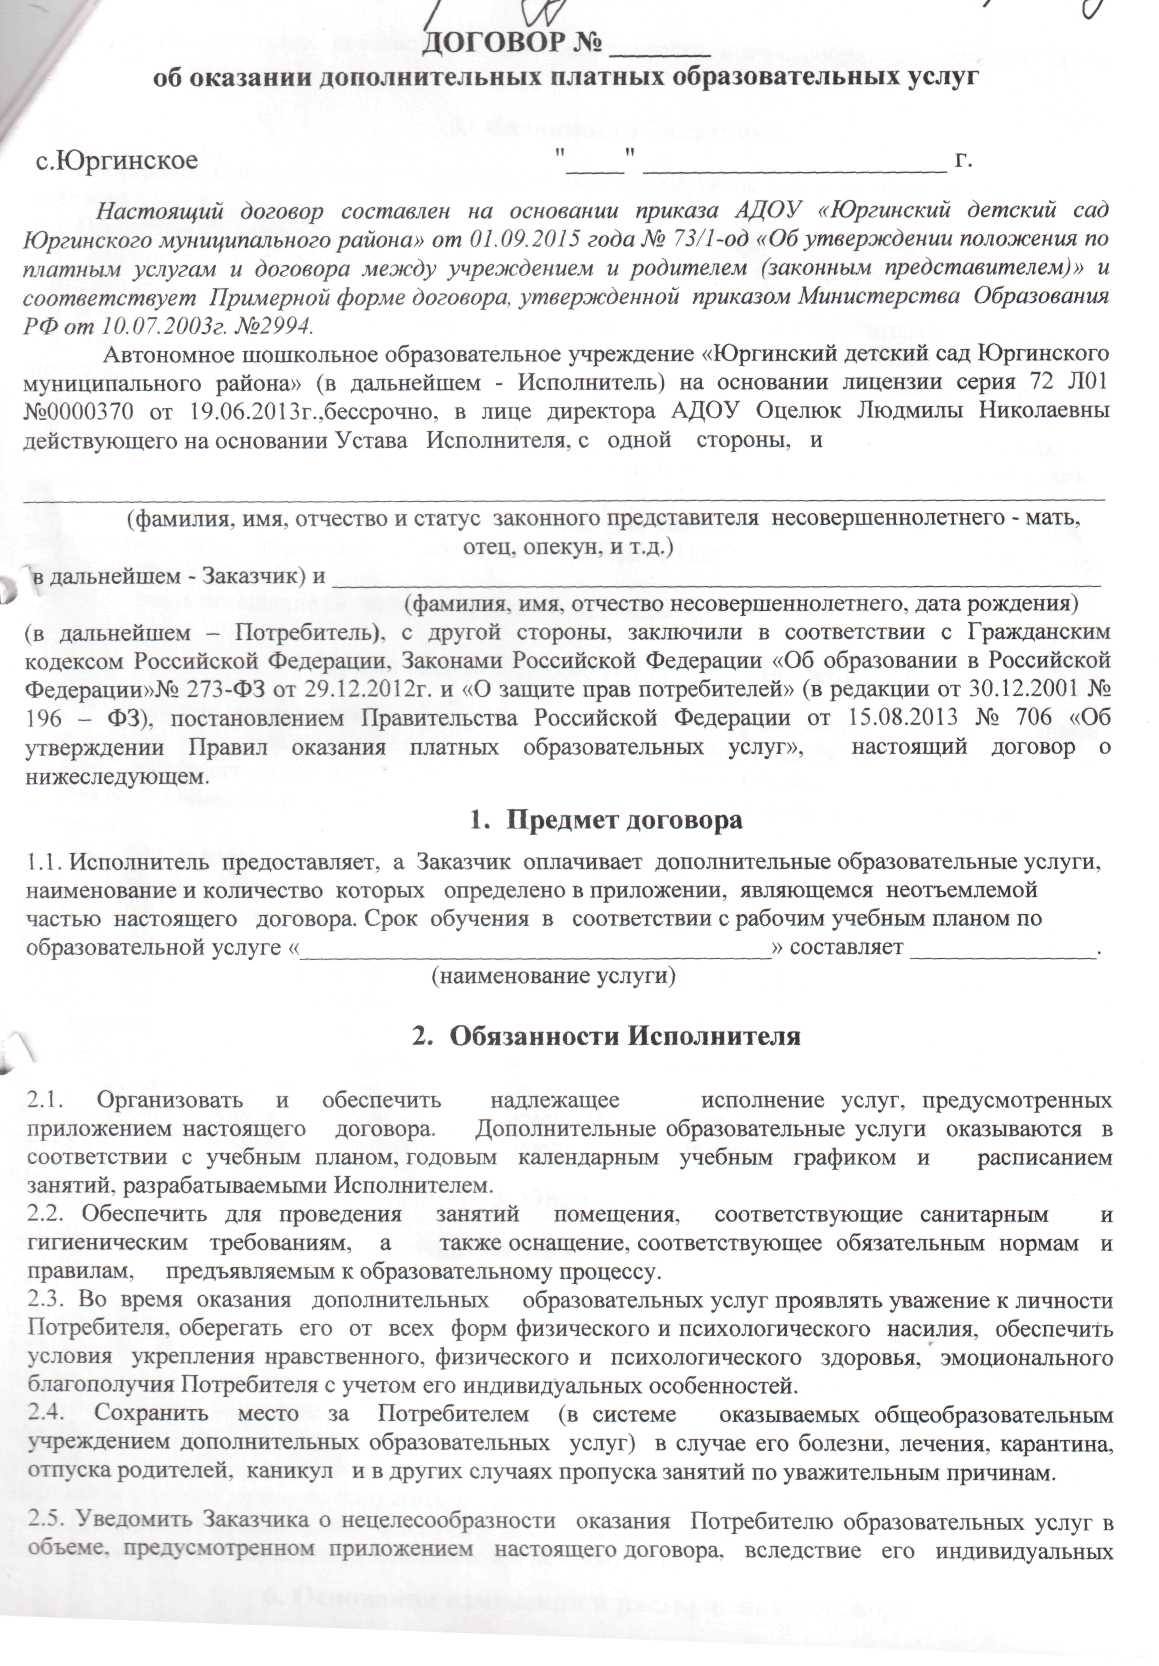 ДОГОВОР № _______
об оказании дополнительных платных образовательных услуг
с.Юргинское "____" _____________________ г.
Настоящий договор составлен на основании приказа АДОУ «Юргинский детский сад
Юргинского муниципального района» от 01.09.2015 года № 73/1-од «Об утверждении положения по
платным услугам и договора между учреждением и родителем (законным представителем)» и
соответствует Примерной форме договора, утвержденной приказом Министерства Образования
РФ от 10.07.2003г. №2994.
Автономное шошкольное образовательное учреждение «Юргинский детский сад Юргинского
муниципального района» (в дальнейшем - Исполнитель) на основании лицензии серия 72 Л01
№0000370 от 19.06.2013г.,бессрочно, в лице директора АДОУ Оцелюк Людмилы Николаевны
действующего на основании Устава Исполнителя, с одной стороны, и
(фамилия, имя, отчество и статус законного представителя несовершеннолетнего - мать,
отец, опекун, и т.д.)
в дальнейшем - Заказчик) и ______________________________
(фамилия, имя, отчество несовершеннолетнего, дата рождения)
(в дальнейшем – Потребитель), с другой стороны, заключили в соответствии с Гражданским
кодексом Российской Федерации, Законами Российской Федерации «Об образовании в Российской
Федерации»№ 273-ФЗ от 29.12.2012г. и «О защите прав потребителей» (в редакции от 30.12.2001 №
196 – ФЗ), постановлением Правительства Российской Федерации от 15.08.2013 № 706 «Об
утверждении Правил оказания платных образовательных услуг», настоящий договор о
нижеследующем.
1. Предмет договора
1.1. Исполнитель предоставляет, а Заказчик оплачивает дополнительные образовательные услуги,
наименование и количество которых определено в приложении, являющемся неотъемлемой
частью настоящего договора. Срок обучения в соответствии с рабочим учебным планом по
образовательной услуге «______________________________» составляет _______________.
(наименование услуги)
2. Обязанности Исполнителя
2.1. Организовать и обеспечить надлежащее исполнение услуг, предусмотренных
приложением настоящего договора. Дополнительные образовательные услуги оказываются в
соответствии с учебным планом, годовым календарным учебным графиком и расписанием
занятий, разрабатываемыми Исполнителем.
2.2. Обеспечить для проведения занятий помещения, соответствующие санитарным и
гигиеническим требованиям, а также оснащение, соответствующее обязательным нормам и
правилам, предъявляемым к образовательному процессу.
2.3. Во время оказания дополнительных образовательных услуг проявлять уважение к личности
Потребителя, оберегать его от всех форм физического и психологического насилия, обеспечить
условия укрепления нравственного, физического и психологического здоровья, эмоционального
благополучия Потребителя с учетом его индивидуальных особенностей.
2.4. Сохранить место за Потребителем (в системе оказываемых общеобразовательным
учреждением дополнительных образовательных услуг) в случае его болезни, лечения, карантина,
отпуска родителей, каникул и в других случаях пропуска занятий по уважительным причинам.
2.5. Уведомить Заказчика о нецелесообразности оказания Потребителю образовательных услуг в
объеме, предусмотренном приложением настоящего договора, вследствие его индивидуальных